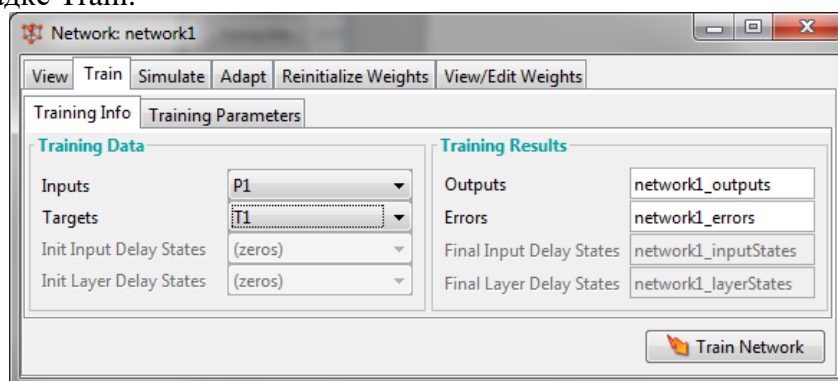 адке Train.
Network: network1
View Train Simulate Adapt Reinitialize Weights View/Edit Weights
Training Info Training Parameters
Training Data
Inputs P1
Targets T1
Init Input Delay States (zeros)
Init Layer Delay States (zeros)
Training Results
Outputs network1_outputs
Errors network1_errors
Final Input Delay States network1_inputStates
Final Layer Delay States network1_layerStates
Train Network